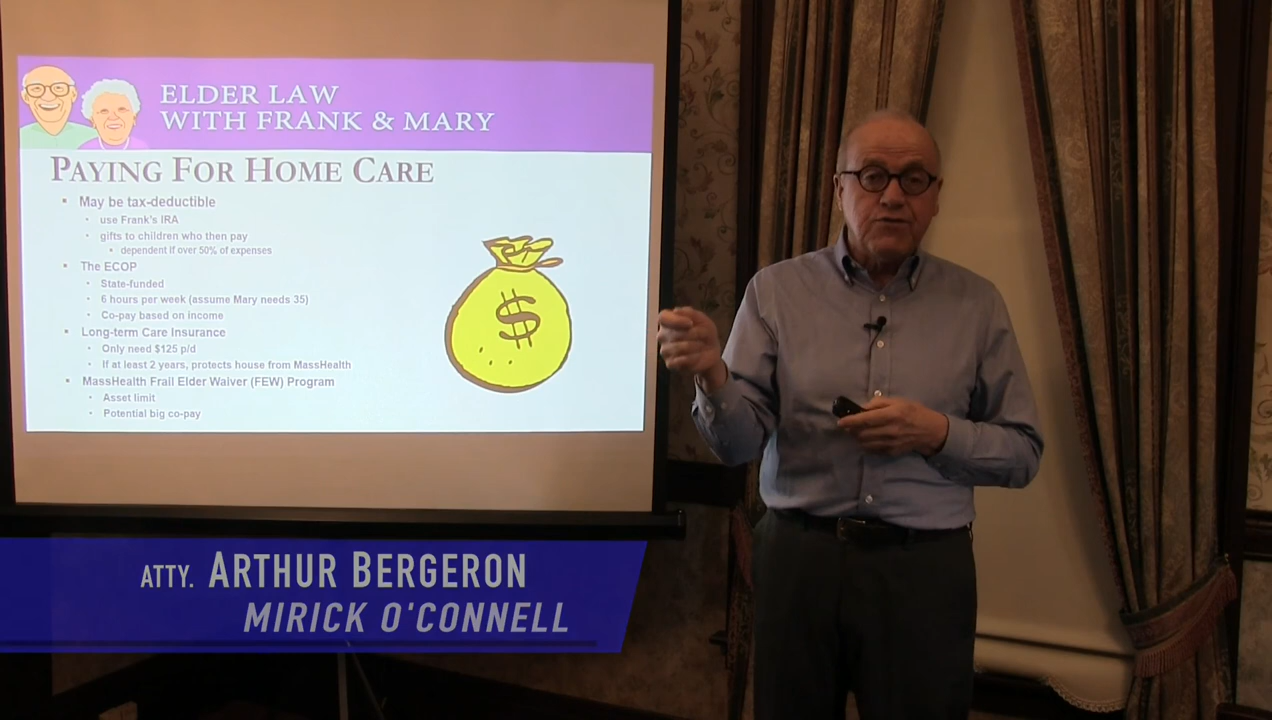 ELDER LAW
WITH FRANK & MARY
PAYING FOR HOME CARE
▪ May be tax-deductible
• use Frank's IRA
• gifts to children who then pay
▪ dependent if over 50% of expenses
▪ The ECOP
• State-funded
• 6 hours per week (assume Mary needs 35)
• Co-pay based on income
▪ Long-term Care Insurance
• Only need $125 p/d
• If at least 2 years, protects house from MassHealth
▪ MassHealth Frail Elder Waiver (FEW) Program
• Asset limit
• Potential big co-pay
$
ATTY. ARTHUR BERGERON
MIRICK O'CONNELL